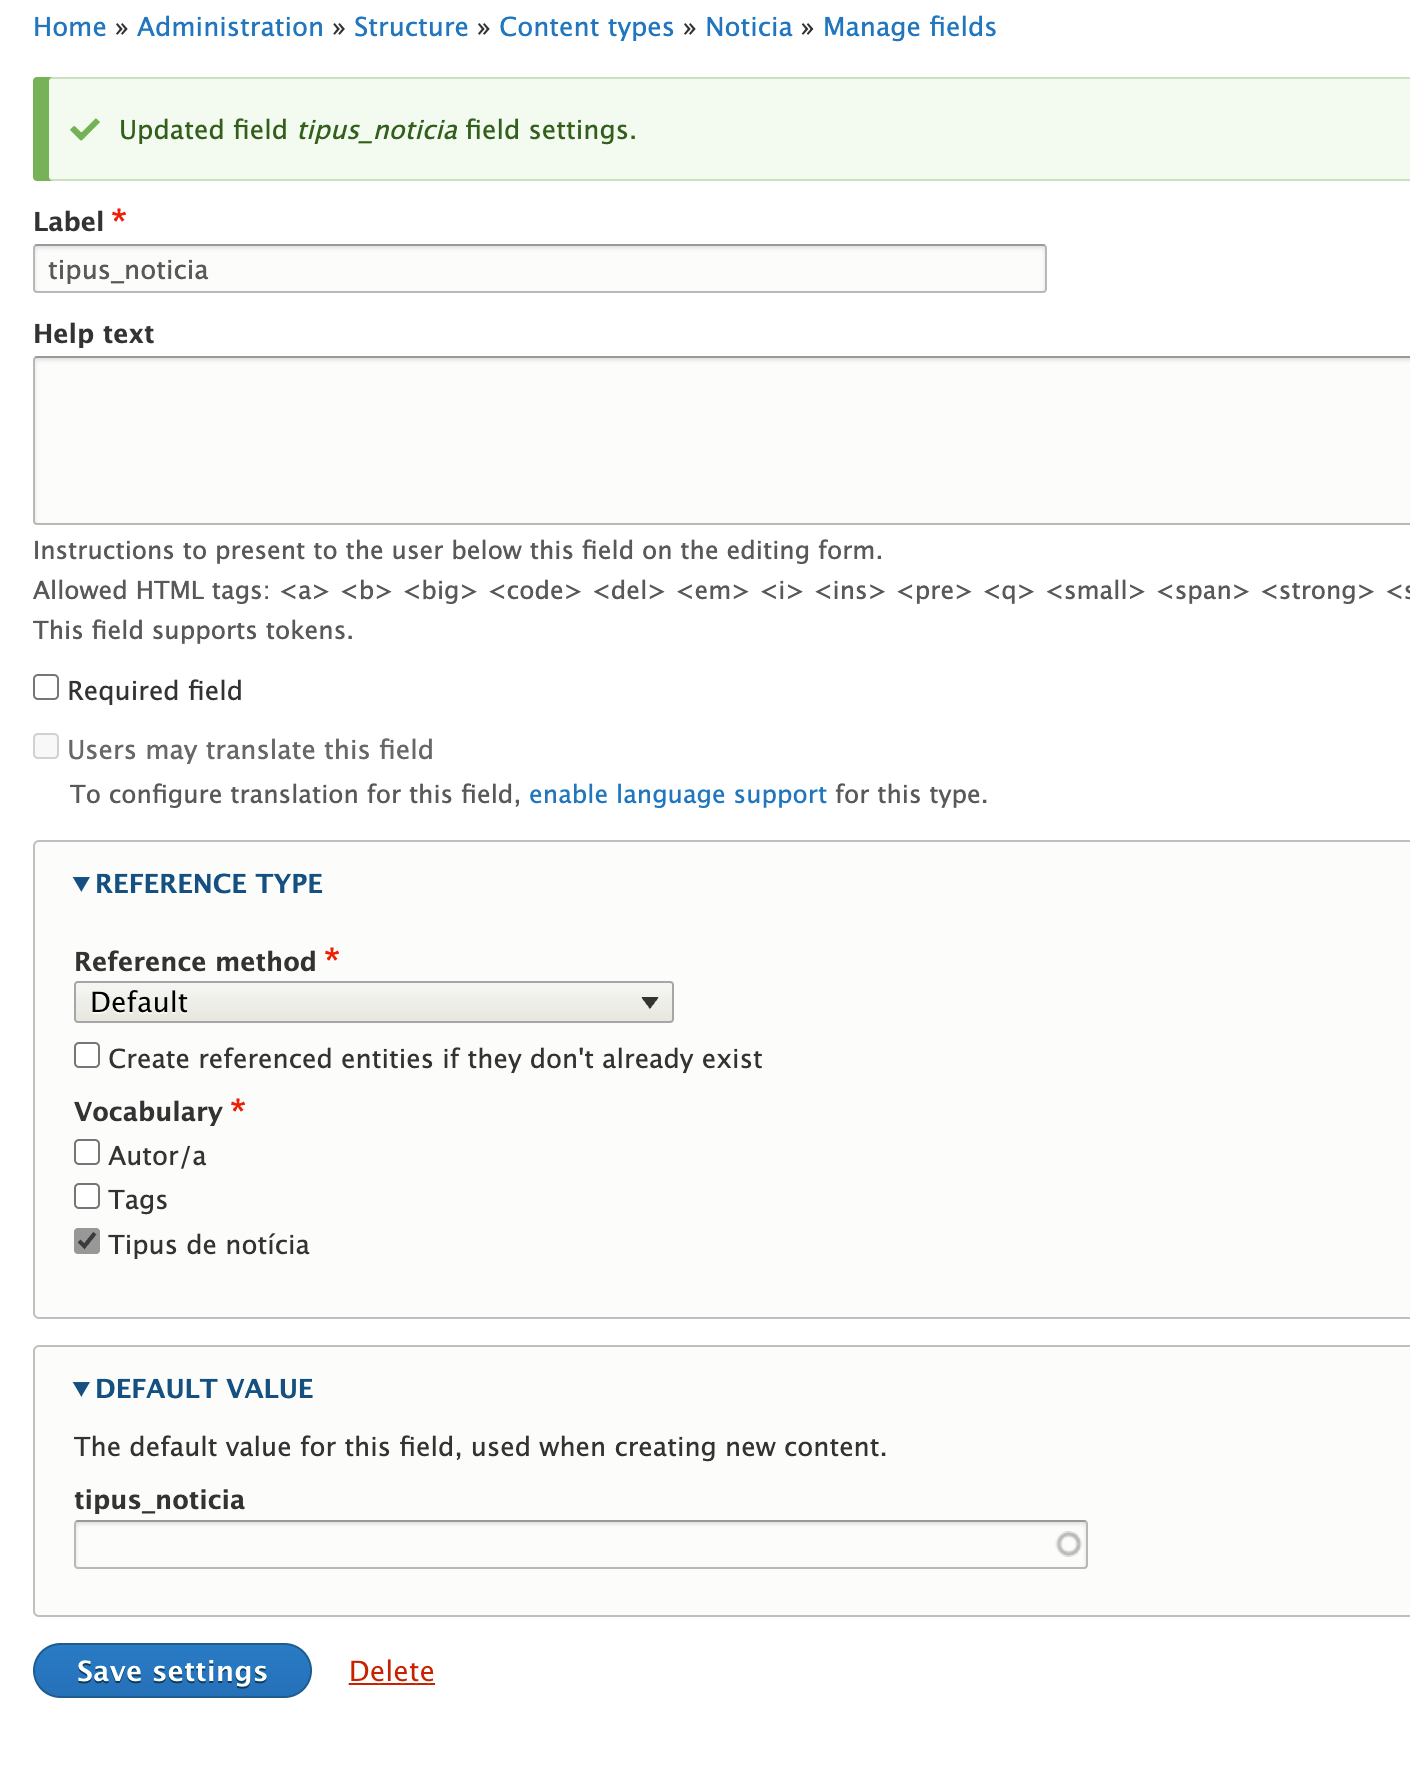 Home » Administration » Structure » Content types » Noticia » Manage fields
Updated field tipus_noticia field settings.
Label *
tipus_noticia
Help text
Instructions to present to the user below this field on the editing form.
Allowed HTML tags: <a> <b> <big> <code> <del> <em> <i> <ins> <pre> <q> <small> <span> <strong> <s
This field supports tokens.
Required field
Users may translate this field
To configure translation for this field, enable language support for this type.
REFERENCE TYPE
Reference method *
Default
Create referenced entities if they don't already exist
Vocabulary *
Autor/a
Tags
Tipus de notícia
DEFAULT VALUE
The default value for this field, used when creating new content.
tipus_noticia
Save settings Delete